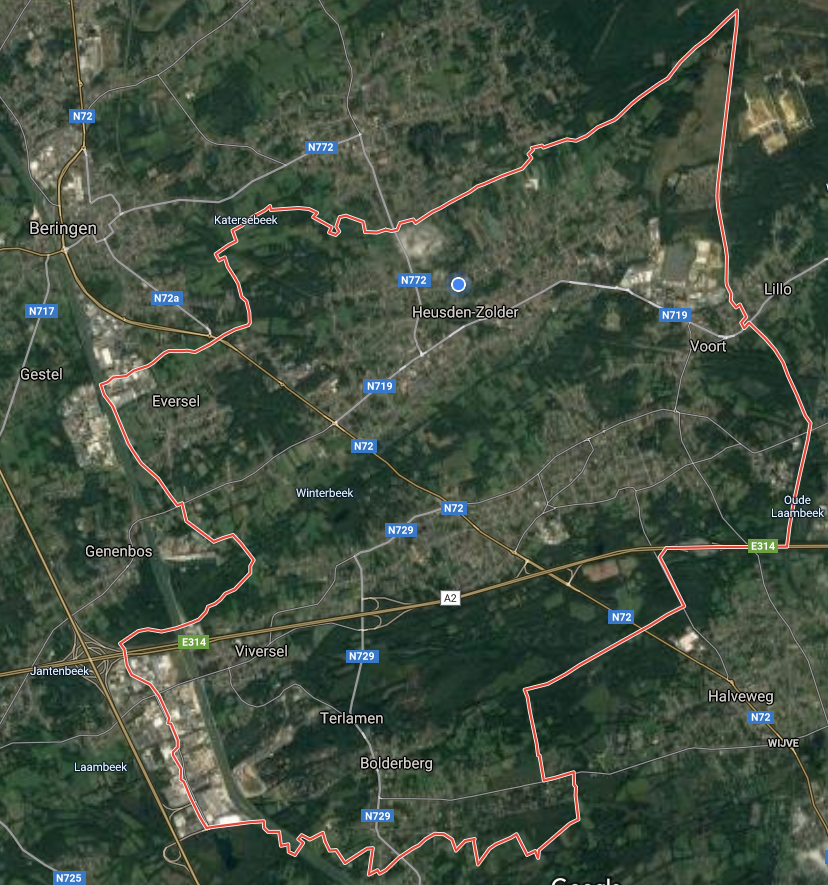 N72
N772
Katersebeek
Beringen
N772
Lillo
N72a
N717
Heusden-Zolder
N719
Voort
Gestel
N719
Eversel
N72
Winterbeek
Oude
Laambeek
N72
N729
Genenbos
E314
A2
N72
E314
Viversel
N729
Jantenbeek
Halveweg
Terlamen
N72
WIJVE
Bolderberg
Laambeek
N729
N725